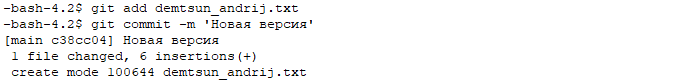 -bash-4.2$ git add demtsun_andrij.txt
-bash-4.2$ git commit -m 'Новая версия'
[main c38cc04] Новая версия
 1 file changed, 6 insertions(+)
 create mode 100644 demtsun_andrij.txt